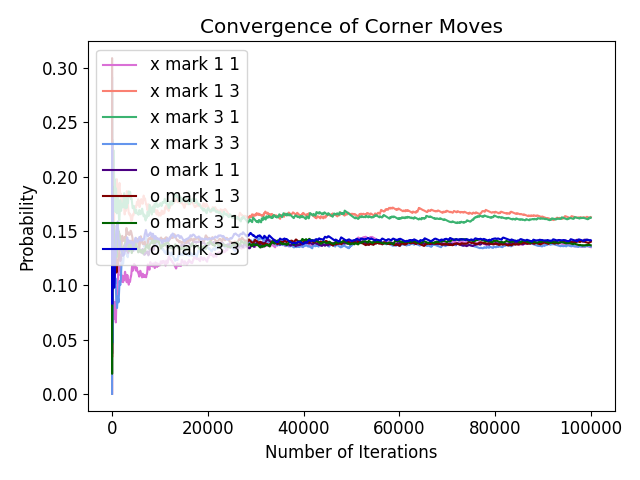 Convergence of Corner Moves
Probability
0.30
0.25
0.20
0.15
0.10
0.05
0.00
x mark 1 1
x mark 1 3
x mark 3 1
x mark 3 3
o mark 1 1
o mark 1 3
o mark 3 1
o mark 3 3
0 20000 40000 60000 80000 100000
Number of Iterations